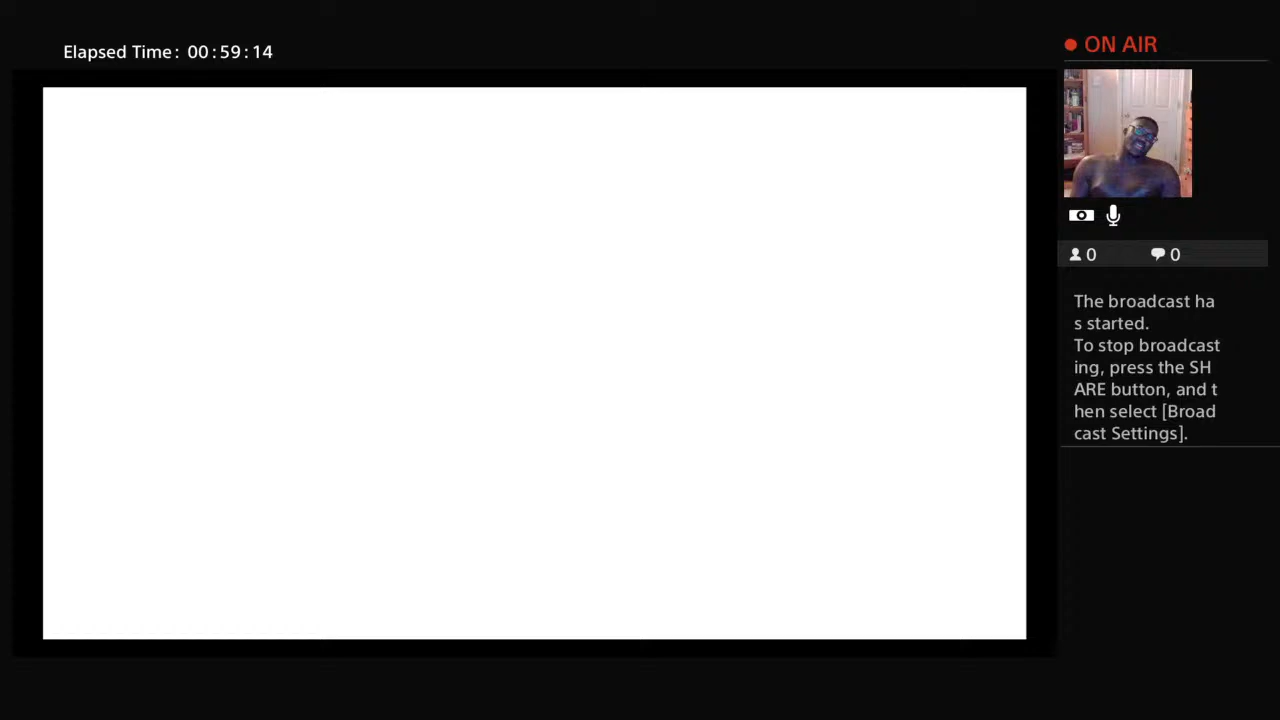 Elapsed Time: 00:59:14
ON AIR
0 0
The broadcast ha
s started.
To stop broadcast
ing, press the SH
ARE button, and t
hen select [Broad
cast Settings].